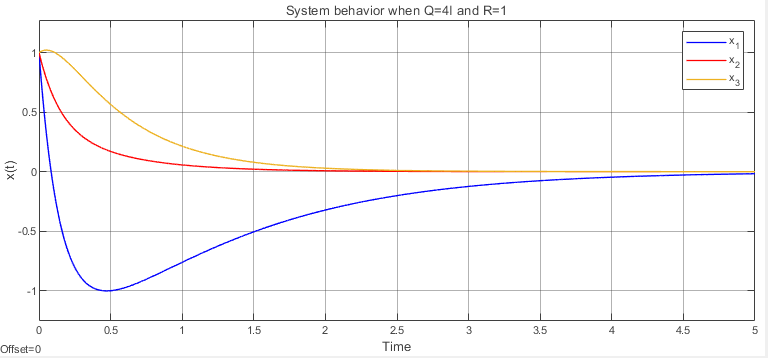 System behavior when Q=4I and R=1
x(t)
1
0.5
0
-0.5
-1
x1
x2
x3
0 0.5 1 1.5 2 2.5 3 3.5 4 4.5 5
Offset=0
Time